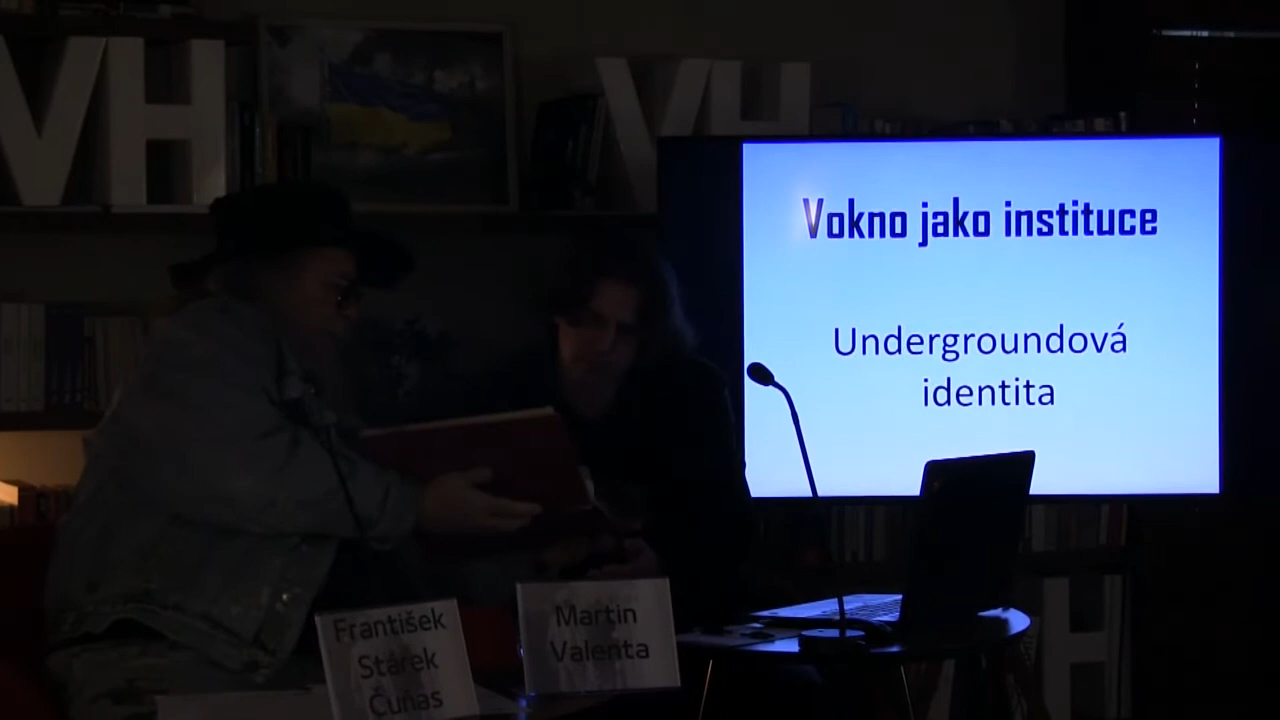 VH
VH
Vokno jako instituce
Undergroundová
identita
František
Stárek
Čuňas
Martin
Valenta
H